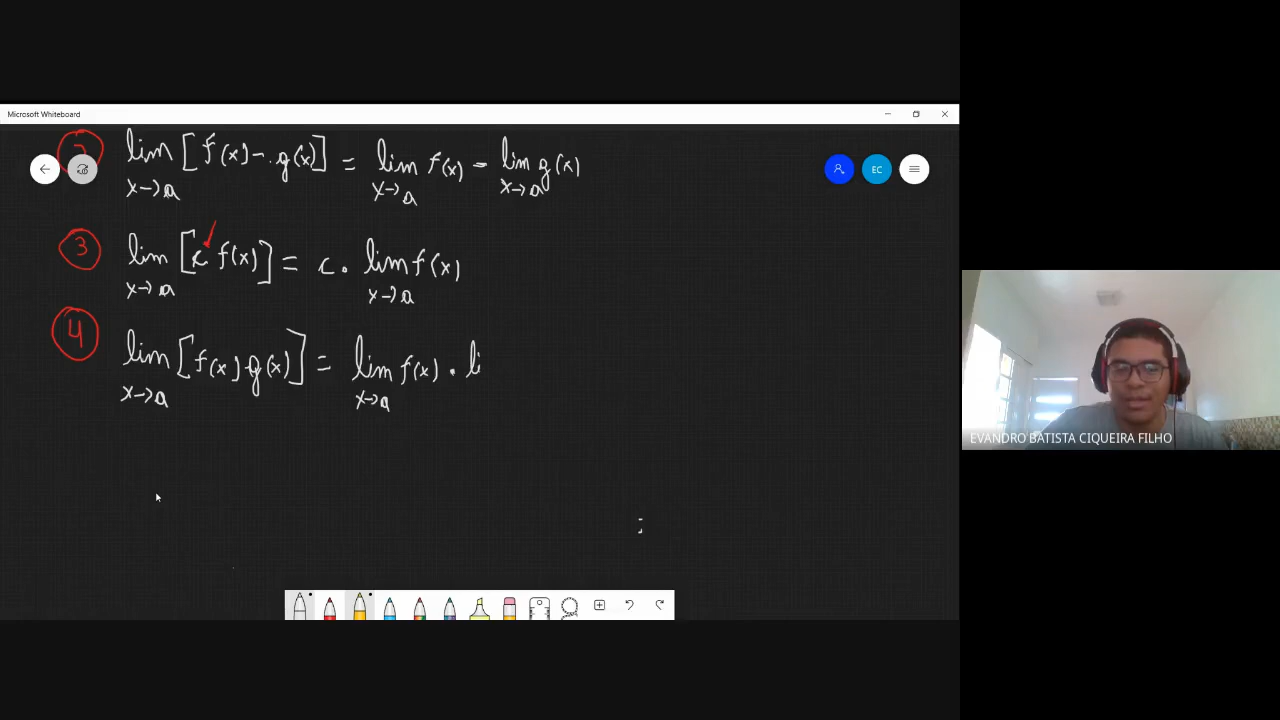 Microsoft Whiteboard
2 lim [f(x) - g(x)] = lim f(x) - lim g(x)
x→a x→a x→a
EC
3 lim [c f(x)] = c . lim f(x)
x→a x→a
4 lim [f(x) . g(x)] = lim f(x) . li
x→a x→a
EVANDRO BATISTA CIQUEIRA FILHO